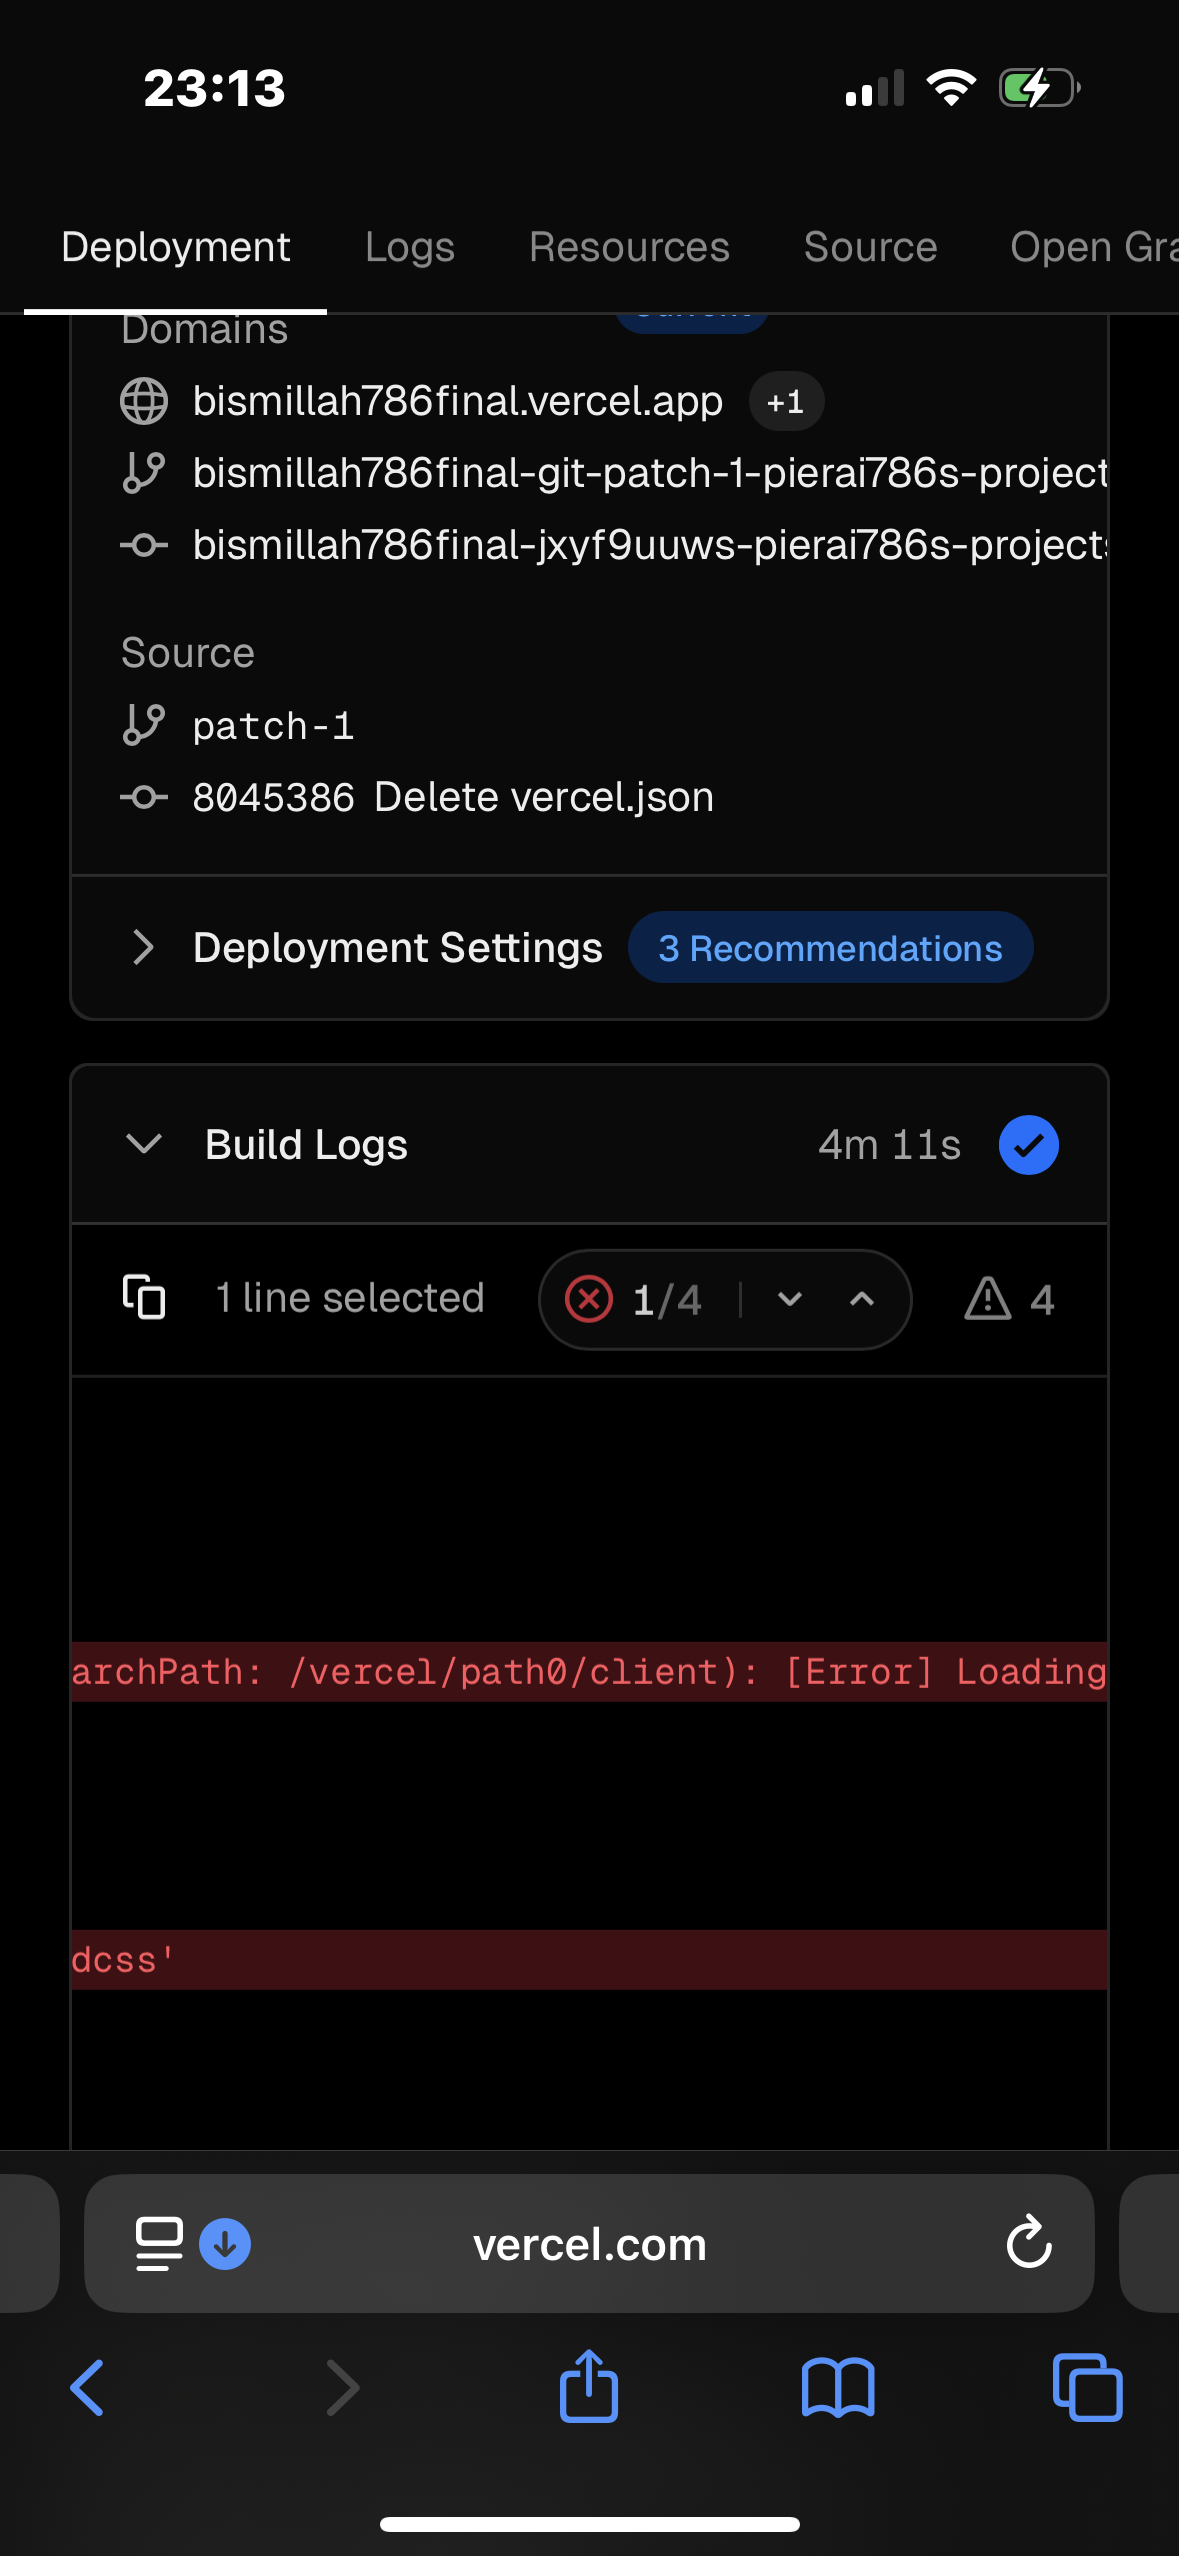 23:13
Deployment Logs Resources Source Open Gra
Domains
bismillah786final.vercel.app +1
bismillah786final-git-patch-1-pierai786s-project
bismillah786final-jxyf9uuws-pierai786s-projects
Source
patch-1
8045386 Delete vercel.json
Deployment Settings 3 Recommendations
Build Logs 4m 11s
1 line selected 1/4 4
archPath: /vercel/path0/client): [Error] Loading
dcss'
vercel.com